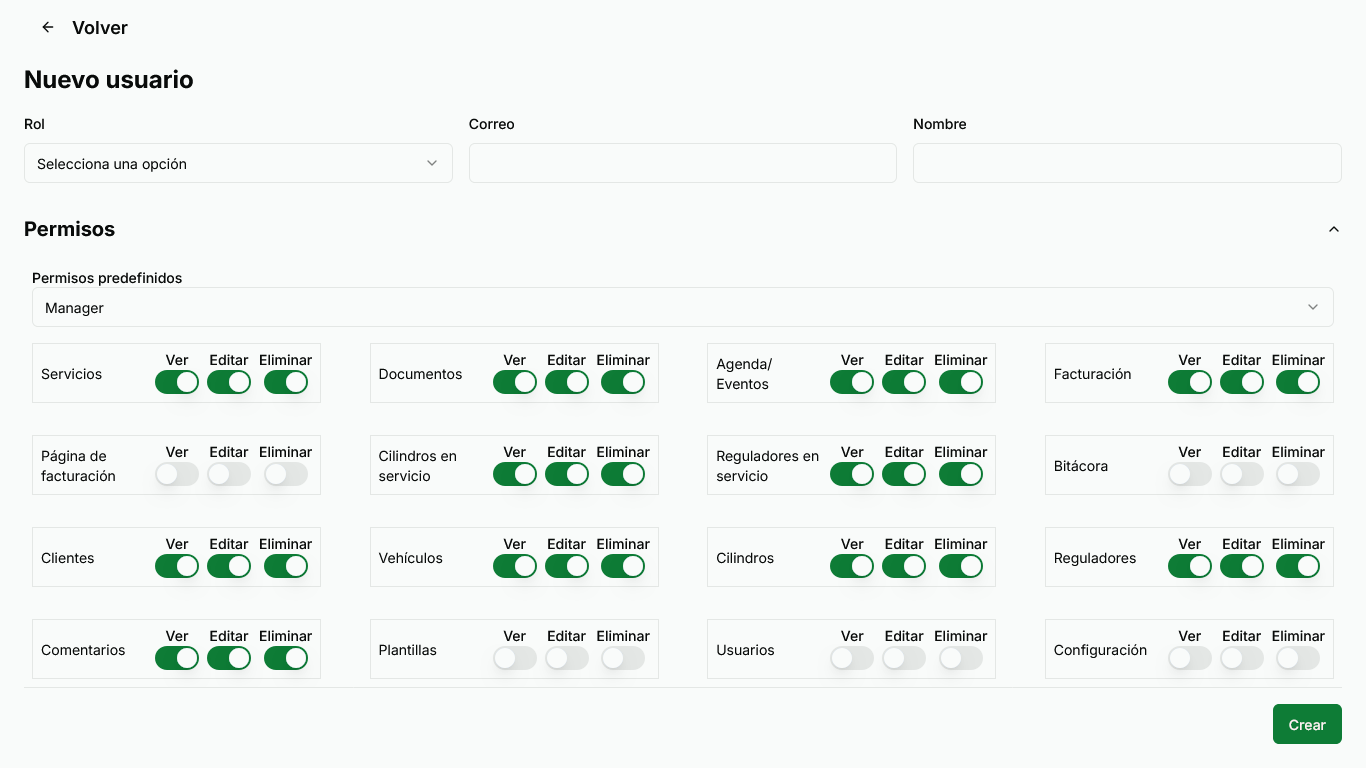 Volver
Nuevo usuario
Rol
Correo
Nombre
Selecciona una opción
Permisos
Permisos predefinidos
Manager
Servicios
Ver Editar Eliminar
Documentos
Ver Editar Eliminar
Agenda/
Eventos
Ver Editar Eliminar
Facturación
Ver Editar Eliminar
Página de
facturación
Ver Editar Eliminar
Cilindros en
servicio
Ver Editar Eliminar
Reguladores en
servicio
Ver Editar Eliminar
Bitácora
Ver Editar Eliminar
Clientes
Ver Editar Eliminar
Vehículos
Ver Editar Eliminar
Cilindros
Ver Editar Eliminar
Reguladores
Ver Editar Eliminar
Comentarios
Ver Editar Eliminar
Plantillas
Ver Editar Eliminar
Usuarios
Ver Editar Eliminar
Configuración
Ver Editar Eliminar
Crear